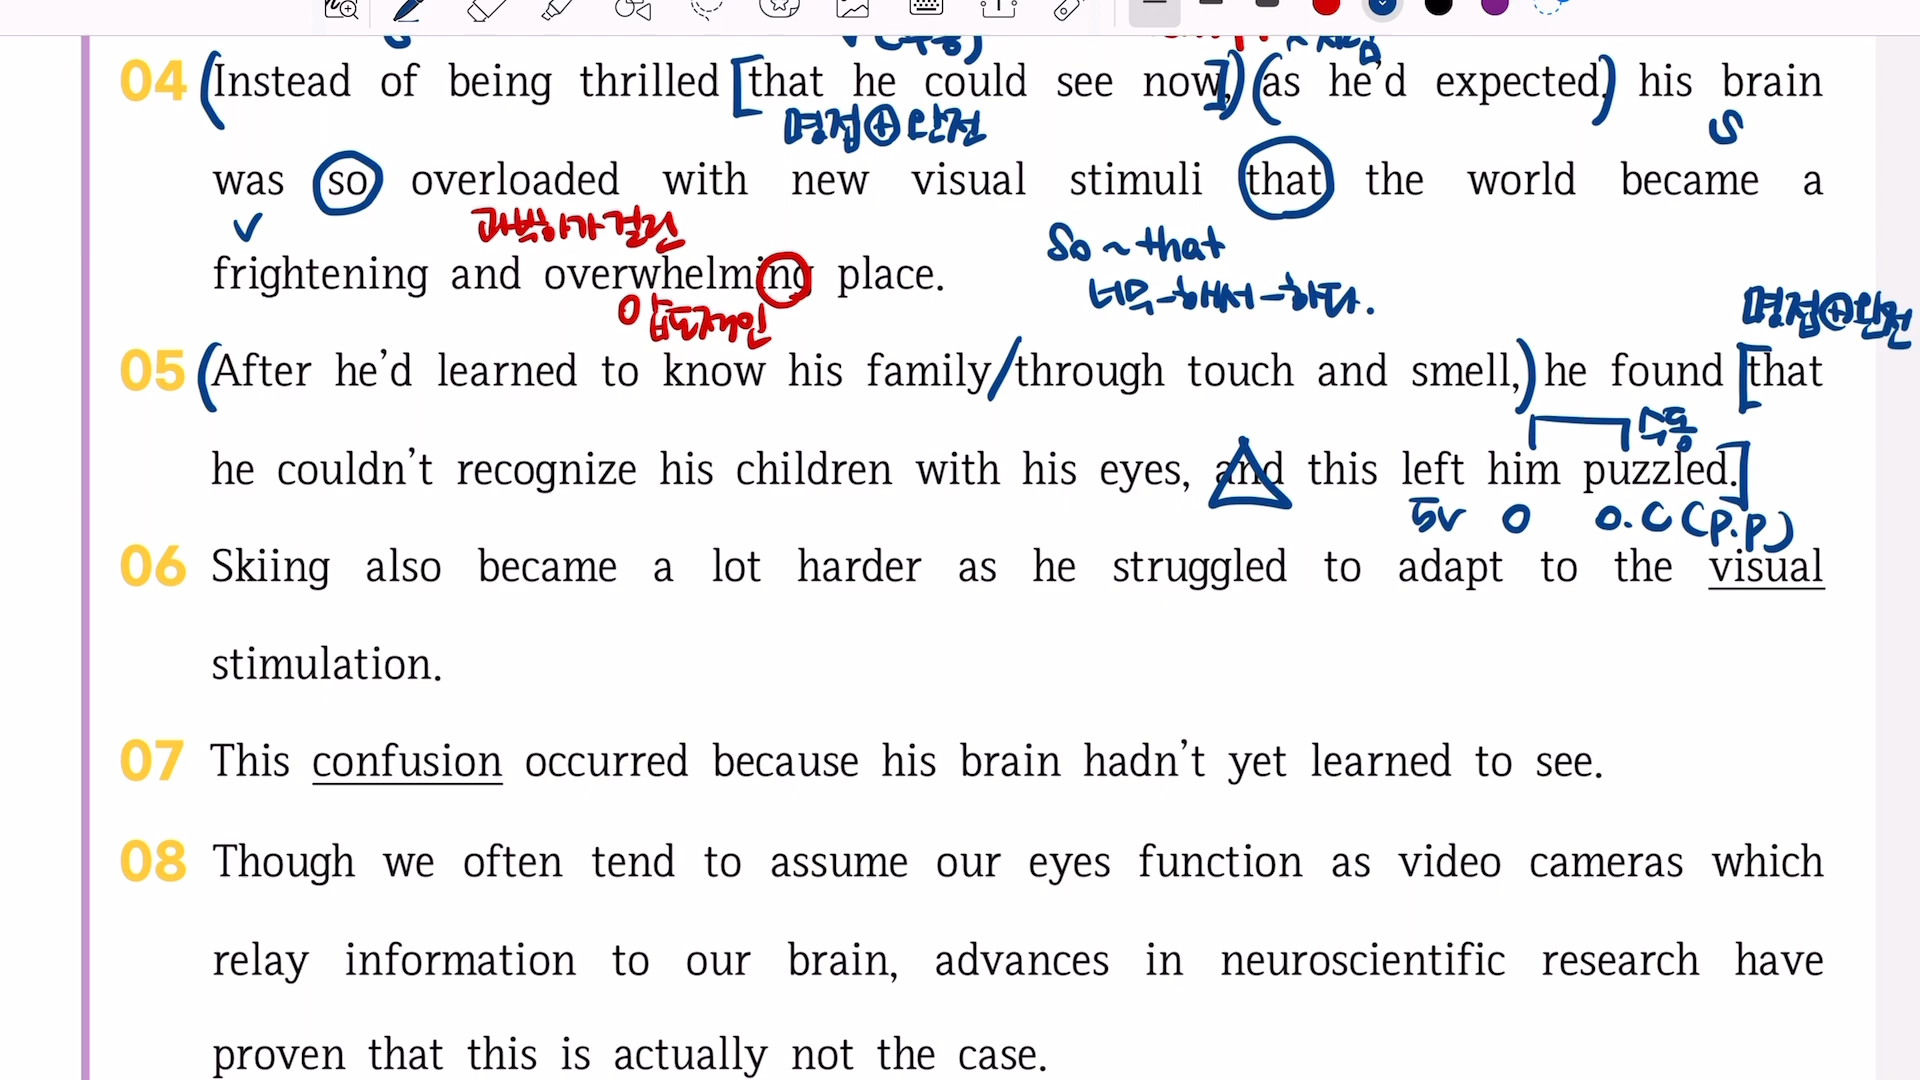 04 Instead of being thrilled that he could see now, as he'd expected, his brain
명접⊕완전 S
was so overloaded with new visual stimuli that the world became a
v 과부하가 걸린 So ~ that
frightening and overwhelming place.
압도적인 너무 ~해서 ~하다.
명접⊕완전
05 After he'd learned to know his family / through touch and smell, he found that
수동
he couldn't recognize his children with his eyes, and this left him puzzled.
5v O O.C (P.P)
06 Skiing also became a lot harder as he struggled to adapt to the visual
stimulation.
07 This confusion occurred because his brain hadn't yet learned to see.
08 Though we often tend to assume our eyes function as video cameras which
relay information to our brain, advances in neuroscientific research have
proven that this is actually not the case.